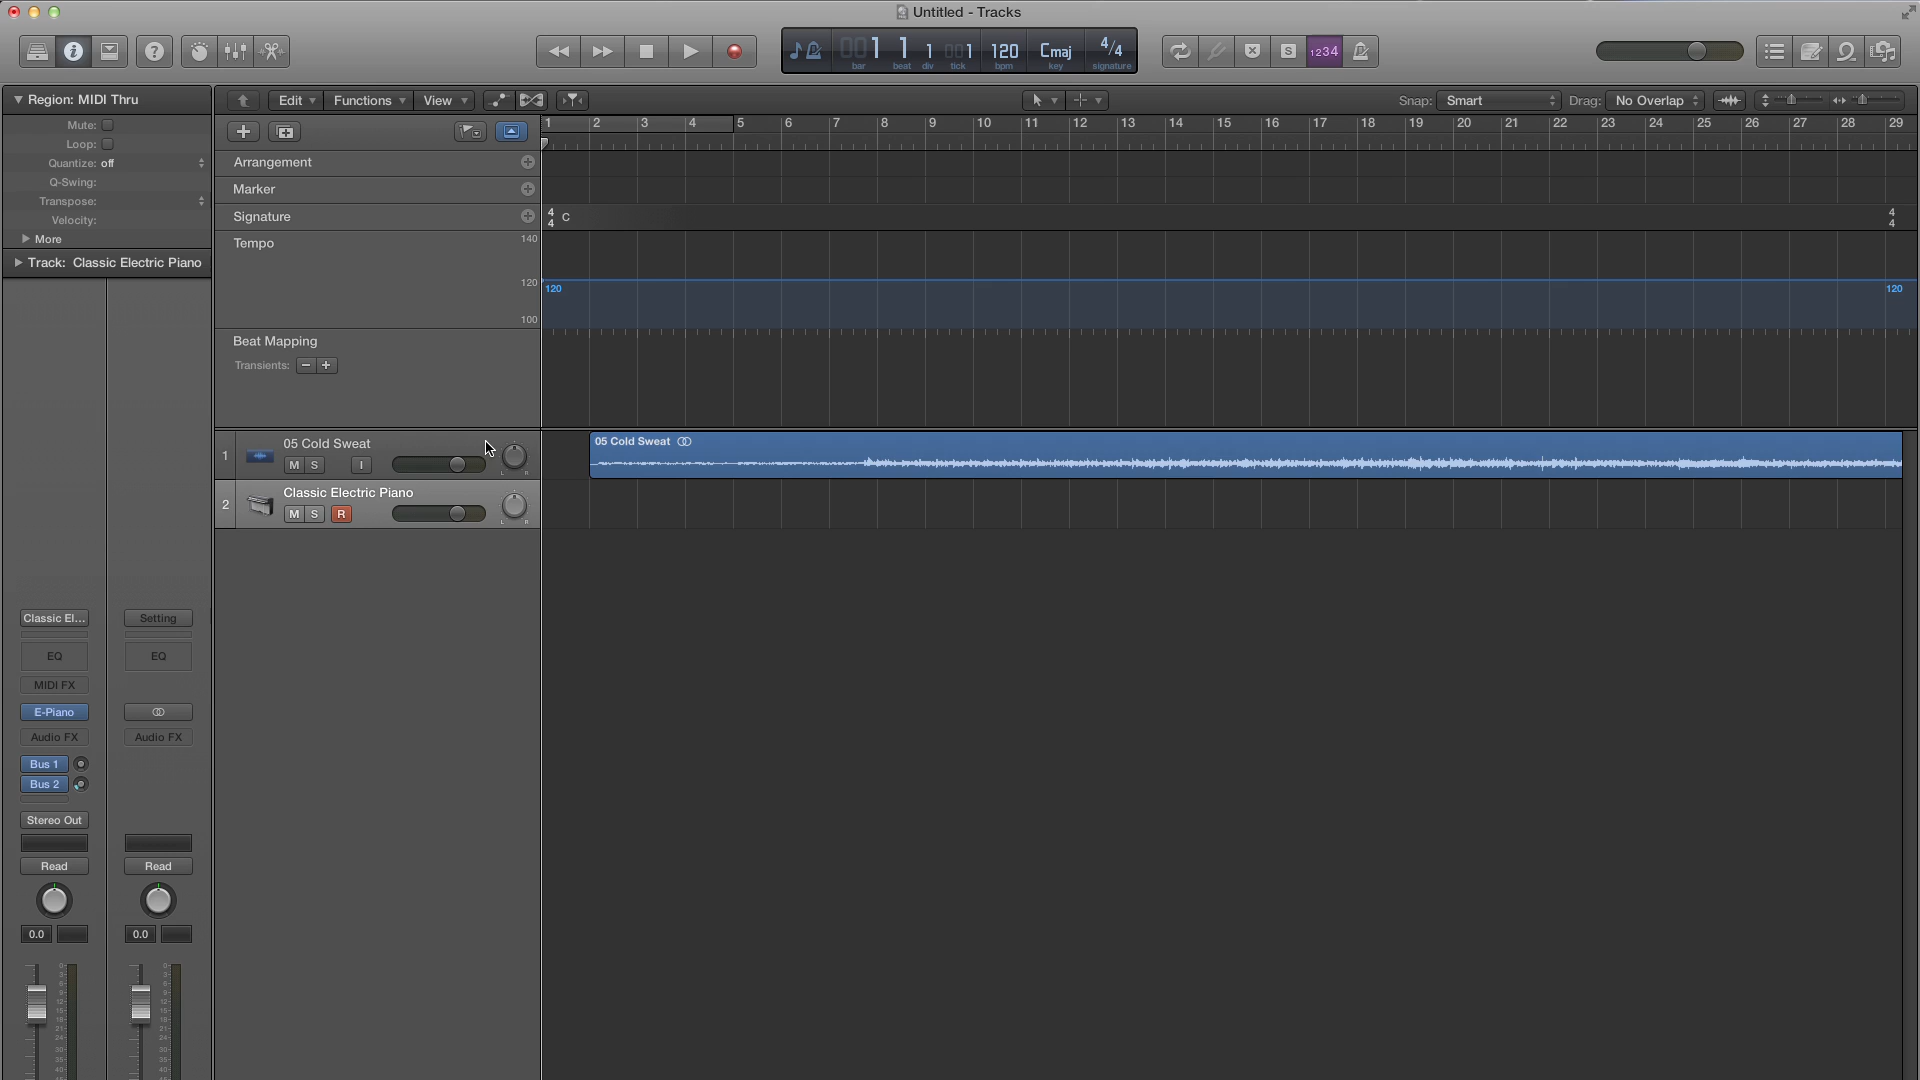 Untitled - Tracks
1 1 1 1 120 Cmaj 4/4
bar beat div tick bpm key signature
1234
Region: MIDI Thru
Edit Functions View
Snap: Smart Drag: No Overlap
Mute:
Loop:
Quantize: off
Q-Swing:
Transpose:
Velocity:
More
Track: Classic Electric Piano
1 2 3 4 5 6 7 8 9 10 11 12 13 14 15 16 17 18 19 20 21 22 23 24 25 26 27 28 29
Arrangement
Marker
Signature
4 4 C 4 4
Tempo
140
120
100
120 120
Beat Mapping
Transients:
1 05 Cold Sweat
M S I
L R
05 Cold Sweat
2 Classic Electric Piano
M S R
L R
Classic El... Setting
EQ EQ
MIDI FX
E-Piano
Audio FX Audio FX
Bus 1
Bus 2
Stereo Out
Read Read
0.0 0.0